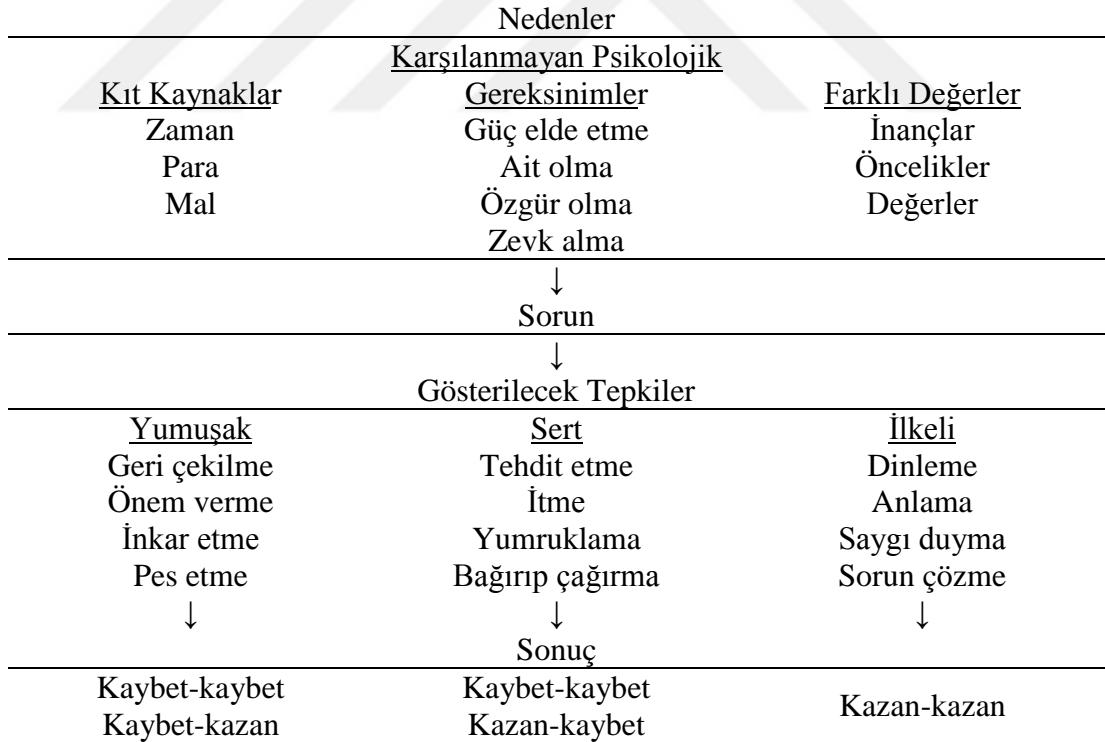 Nedenler
Karşılanmayan Psikolojik
Kıt Kaynaklar Gereksinimler Farklı Değerler
Zaman Güç elde etme İnançlar
Para Ait olma Öncelikler
Mal Özgür olma Değerler
Zevk alma
↓
Sorun
↓
Gösterilecek Tepkiler
Yumuşak Sert İlkeli
Geri çekilme Tehdit etme Dinleme
Önem verme İtme Anlama
İnkar etme Yumruklama Saygı duyma
Pes etme Bağırıp çağırma Sorun çözme
↓ ↓ ↓
Sonuç
Kaybet-kaybet Kaybet-kaybet Kazan-kazan
Kaybet-kazan Kazan-kaybet